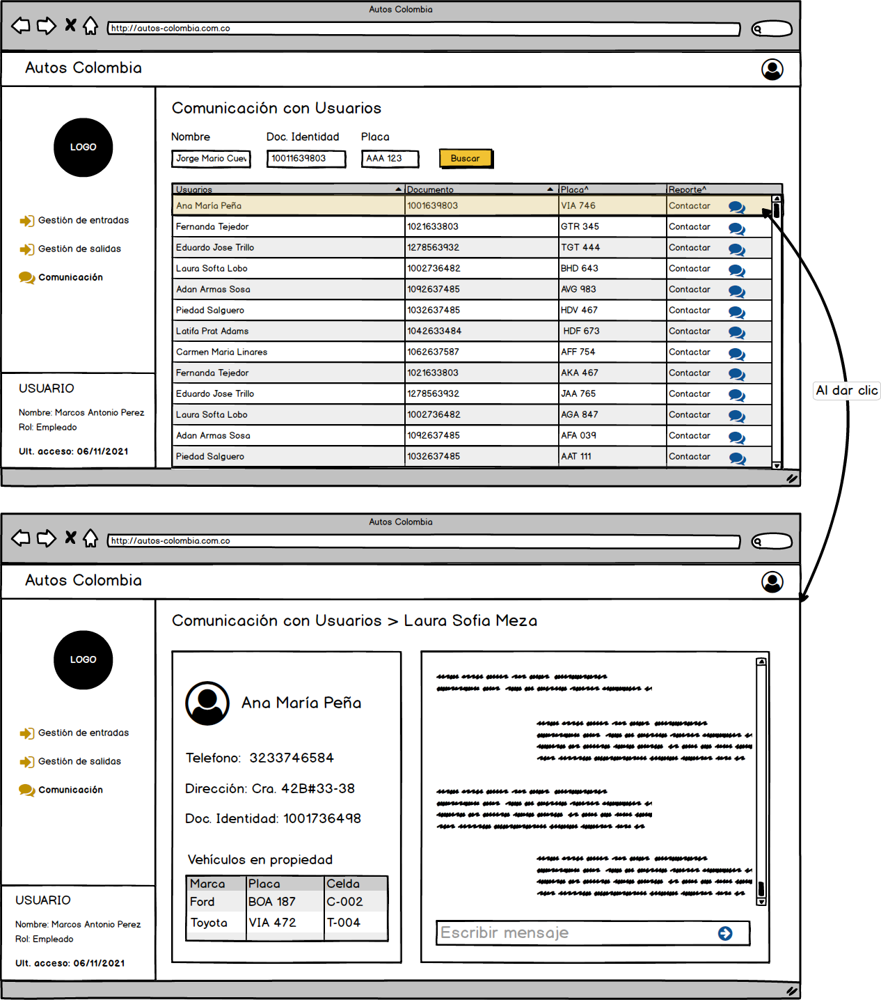 Autos Colombia
http://autos-colombia.com.co
Autos Colombia
LOGO
Gestión de entradas
Gestión de salidas
Comunicación
USUARIO
Nombre: Marcos Antonio Perez
Rol: Empleado
Ult. acceso: 06/11/2021
Comunicación con Usuarios
Nombre Doc. Identidad Placa
Jorge Mario Cuev 10011639803 AAA 123 Buscar
Usuarios Documento Placa^ Reporte^
Ana María Peña 1001639803 VIA 746 Contactar
Fernanda Tejedor 1021633803 GTR 345 Contactar
Eduardo Jose Trillo 1278563932 TGT 444 Contactar
Laura Softa Lobo 1002736482 BHD 643 Contactar
Adan Armas Sosa 1092637485 AVG 983 Contactar
Piedad Salguero 1032637485 HDV 467 Contactar
Latifa Prat Adams 1042633484 HDF 673 Contactar
Carmen Maria Linares 1062637587 AFF 754 Contactar
Fernanda Tejedor 1021633803 AKA 467 Contactar
Eduardo Jose Trillo 1278563932 JAA 765 Contactar
Laura Softa Lobo 1002736482 AGA 847 Contactar
Adan Armas Sosa 1092637485 AFA 039 Contactar
Piedad Salguero 1032637485 AAT 111 Contactar
Al dar clic
Autos Colombia
http://autos-colombia.com.co
Autos Colombia
LOGO
Gestión de entradas
Gestión de salidas
Comunicación
USUARIO
Nombre: Marcos Antonio Perez
Rol: Empleado
Ult. acceso: 06/11/2021
Comunicación con Usuarios > Laura Sofia Meza
Ana María Peña
Telefono: 3233746584
Dirección: Cra. 42B#33-38
Doc. Identidad: 1001736498
Vehículos en propiedad
Marca Placa Celda
Ford BOA 187 C-002
Toyota VIA 472 T-004
Escribir mensaje